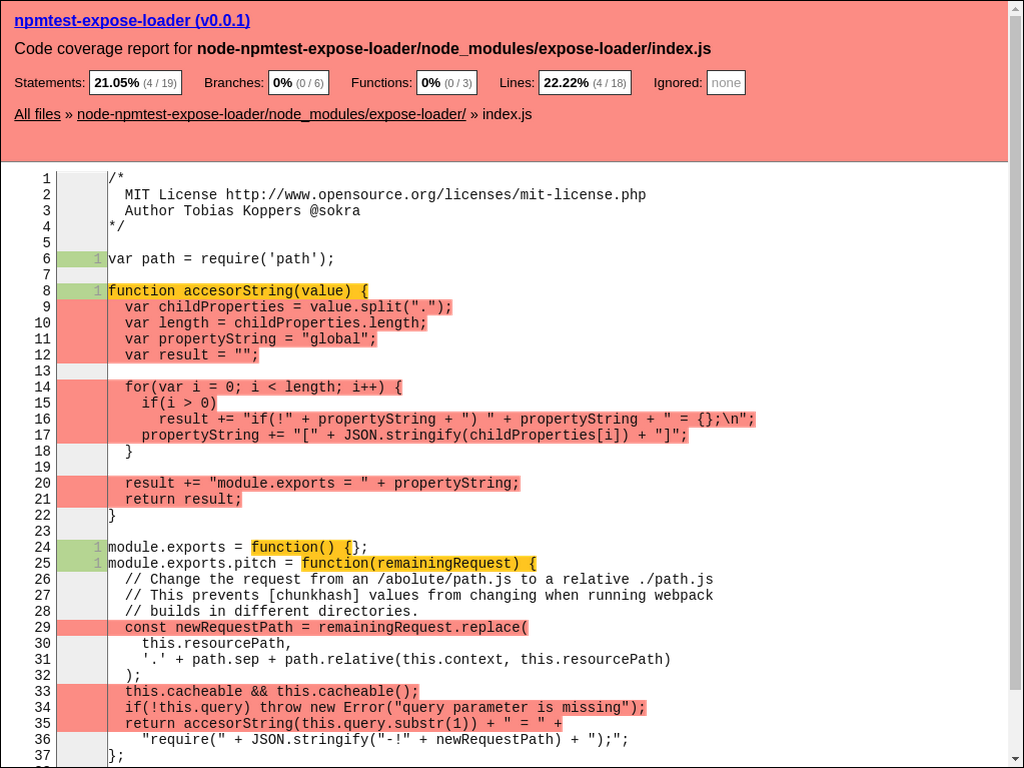 npmtest-expose-loader (v0.0.1)
Code coverage report for node-npmtest-expose-loader/node_modules/expose-loader/index.js
Statements: 21.05% (4 / 19) Branches: 0% (0 / 6) Functions: 0% (0 / 3) Lines: 22.22% (4 / 18) Ignored: none
All files » node-npmtest-expose-loader/node_modules/expose-loader/ » index.js
1 /*
2   MIT License http://www.opensource.org/licenses/mit-license.php
3   Author Tobias Koppers @sokra
4 */
5
6 1 var path = require('path');
7
8 1 function accesorString(value) {
9   var childProperties = value.split(".");
10   var length = childProperties.length;
11   var propertyString = "global";
12   var result = "";
13
14   for(var i = 0; i < length; i++) {
15     if(i > 0)
16       result += "if(!" + propertyString + ") " + propertyString + " = {};\n";
17     propertyString += "[" + JSON.stringify(childProperties[i]) + "]";
18   }
19
20   result += "module.exports = " + propertyString;
21   return result;
22 }
23
24 1 module.exports = function() {};
25 1 module.exports.pitch = function(remainingRequest) {
26   // Change the request from an /abolute/path.js to a relative ./path.js
27   // This prevents [chunkhash] values from changing when running webpack
28   // builds in different directories.
29   const newRequestPath = remainingRequest.replace(
30     this.resourcePath,
31     '.' + path.sep + path.relative(this.context, this.resourcePath)
32   );
33   this.cacheable && this.cacheable();
34   if(!this.query) throw new Error("query parameter is missing");
35   return accesorString(this.query.substr(1)) + " = " +
36     "require(" + JSON.stringify("-!" + newRequestPath) + ");";
37 };